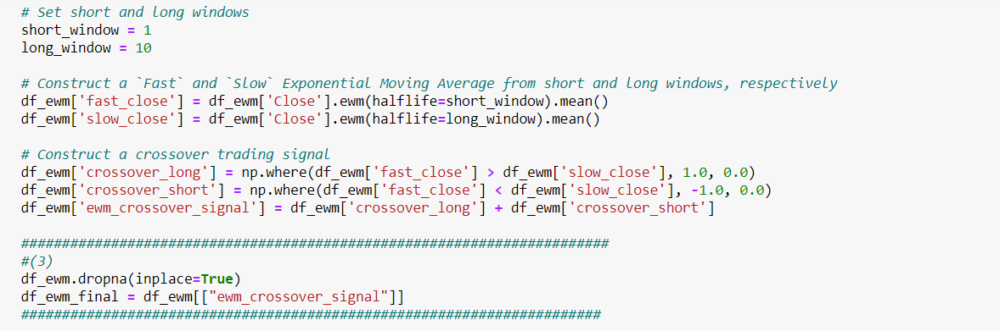 # Set short and long windows
short_window = 1
long_window = 10
# Construct a `Fast` and `Slow` Exponential Moving Average from short and long windows, respectively
df_ewm['fast_close'] = df_ewm['Close'].ewm(halflife=short_window).mean()
df_ewm['slow_close'] = df_ewm['Close'].ewm(halflife=long_window).mean()
# Construct a crossover trading signal
df_ewm['crossover_long'] = np.where(df_ewm['fast_close'] > df_ewm['slow_close'], 1.0, 0.0)
df_ewm['crossover_short'] = np.where(df_ewm['fast_close'] < df_ewm['slow_close'], -1.0, 0.0)
df_ewm['ewm_crossover_signal'] = df_ewm['crossover_long'] + df_ewm['crossover_short']
########################################################################
#(3)
df_ewm.dropna(inplace=True)
df_ewm_final = df_ewm[["ewm_crossover_signal"]]
#######################################################################